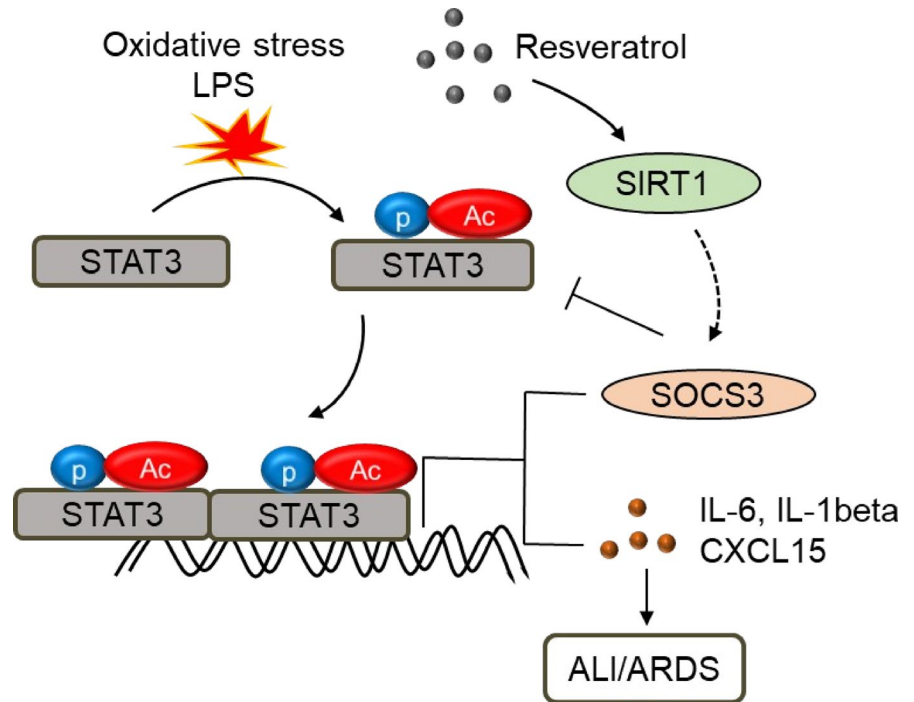 Oxidative stress
LPS
Resveratrol
SIRT1
p
Ac
STAT3
STAT3
SOCS3
p
Ac
p
Ac
STAT3
STAT3
IL-6, IL-1beta
CXCL15
ALI/ARDS